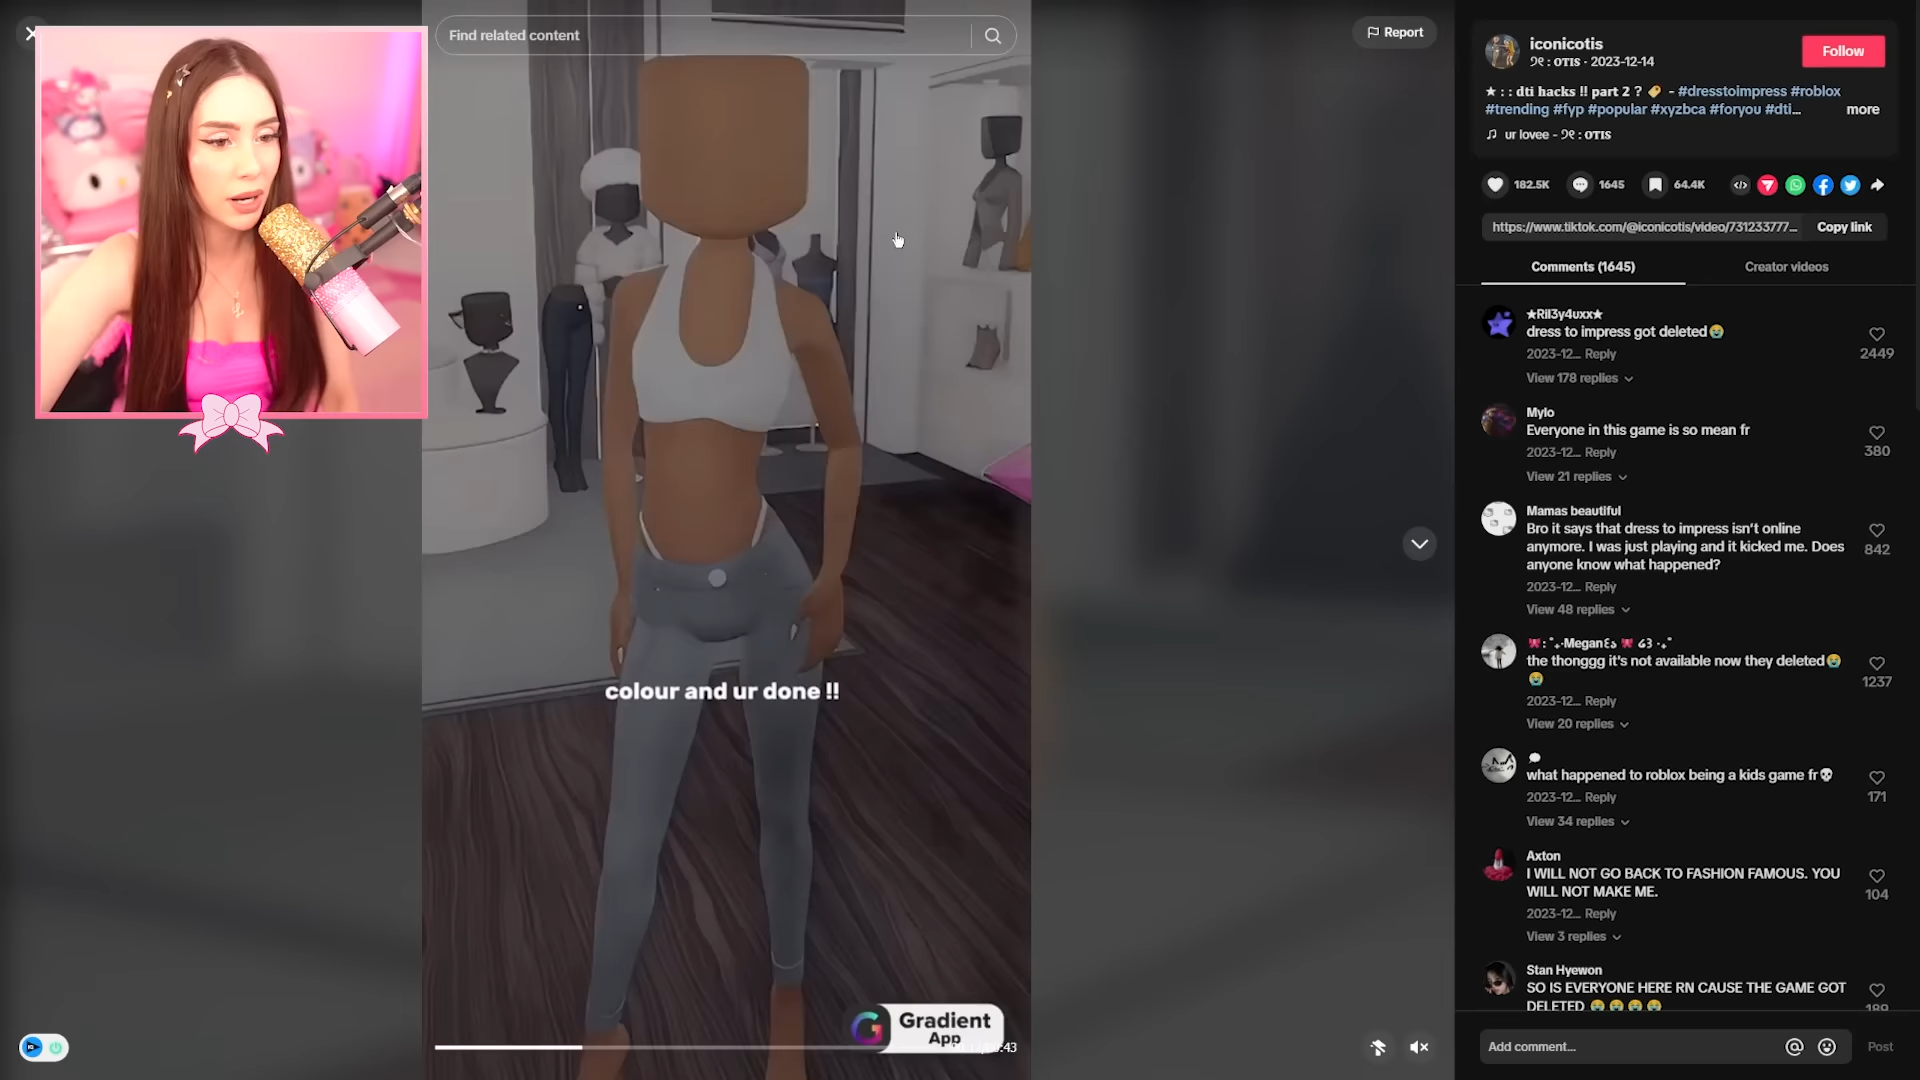 Find related content
Report
iconicotis
୨୧ : OTIS · 2023-12-14
Follow
★ : : dti hacks !! part 2 ? 🏷️ - #dresstoimpress #roblox
#trending #fyp #popular #xyzbca #foryou #dti...
more
♫ ur lovee - ୨୧ : OTIS
182.5K
1645
64.4K
https://www.tiktok.com/@iconicotis/video/731233777...
Copy link
Comments (1645)
Creator videos
★Ril3y4uxx★
dress to impress got deleted😭
2023-12... Reply
2449
View 178 replies
Mylo
Everyone in this game is so mean fr
2023-12... Reply
380
View 21 replies
Mamas beautiful
Bro it says that dress to impress isn't online
anymore. I was just playing and it kicked me. Does
anyone know what happened?
842
2023-12... Reply
View 48 replies
the thonggg it's not available now they deleted😭
😭
1237
2023-12... Reply
View 20 replies
what happened to roblox being a kids game fr💀
2023-12... Reply
171
View 34 replies
Axton
I WILL NOT GO BACK TO FASHION FAMOUS. YOU
WILL NOT MAKE ME.
104
2023-12... Reply
View 3 replies
Stan Hyewon
SO IS EVERYONE HERE RN CAUSE THE GAME GOT
DELETED 😭😭😭😭
colour and ur done !!
Gradient
App
Add comment...
Post